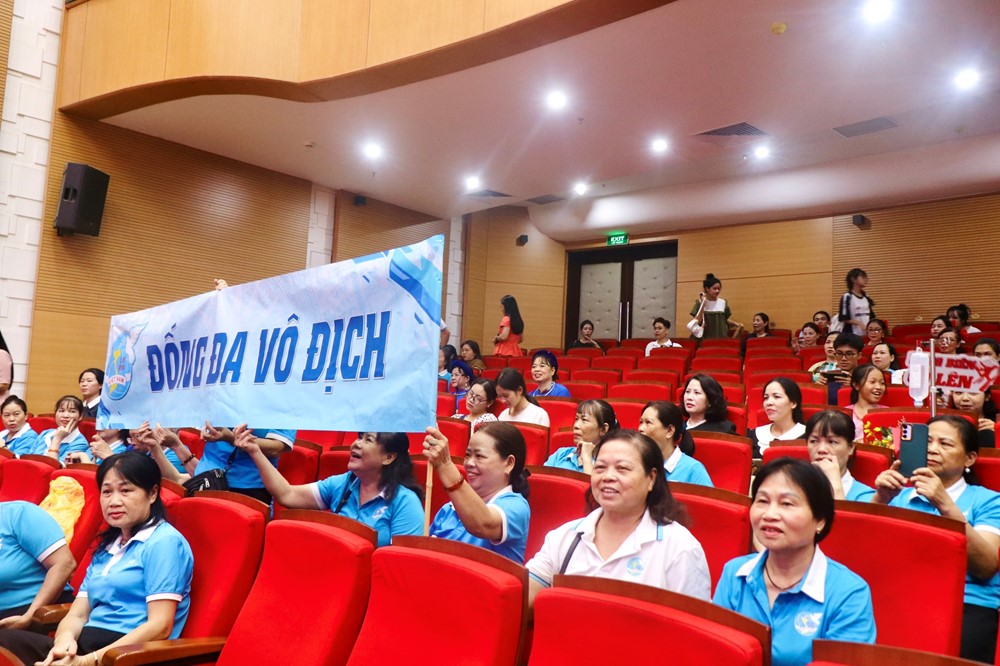 ĐỐNG ĐA VÔ ĐỊCH
EXIT
LÊN